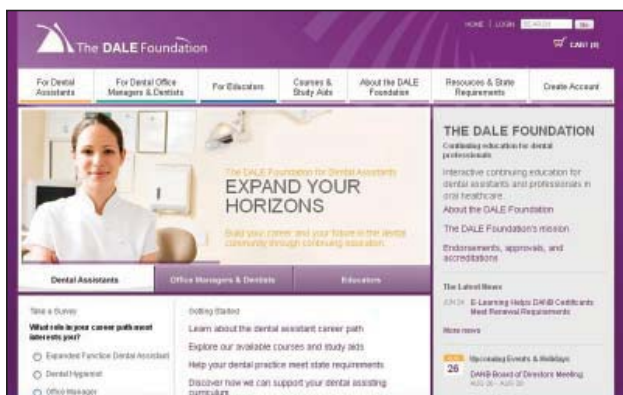 HOME | LOGIN SEARCH Go
CART (0)
The DALE Foundation
For Dental
Assistants
For Dental Office
Managers & Dentists
For Educators
Courses &
Study Aids
About the DALE
Foundation
Resources & State
Requirements
Create Account
The DALE Foundation for Dental Assistants
EXPAND YOUR
HORIZONS
Build your career and your future in the dental
community through continuing education.
Dental Assistants
Office Managers & Dentists
Educators
Take a Survey
What role in your career path most
interests you?
Expanded Function Dental Assistant
Dental Hygienist
Office Manager
Getting Started
Learn about the dental assistant career path
Explore our available courses and study aids
Help your dental practice meet state requirements
Discover how we can support your dental assisting
curriculum
THE DALE FOUNDATION
Continuing education for dental
professionals
Interactive continuing education for
dental assistants and professionals in
oral healthcare.
About the DALE Foundation
The DALE Foundation's mission
Endorsements, approvals, and
accreditations
The Latest News
E-Learning Helps DANB Certificants
Meet Renewal Requirements
More news
AUG
26
Upcoming Events & Holidays
DANB Board of Directors Meeting